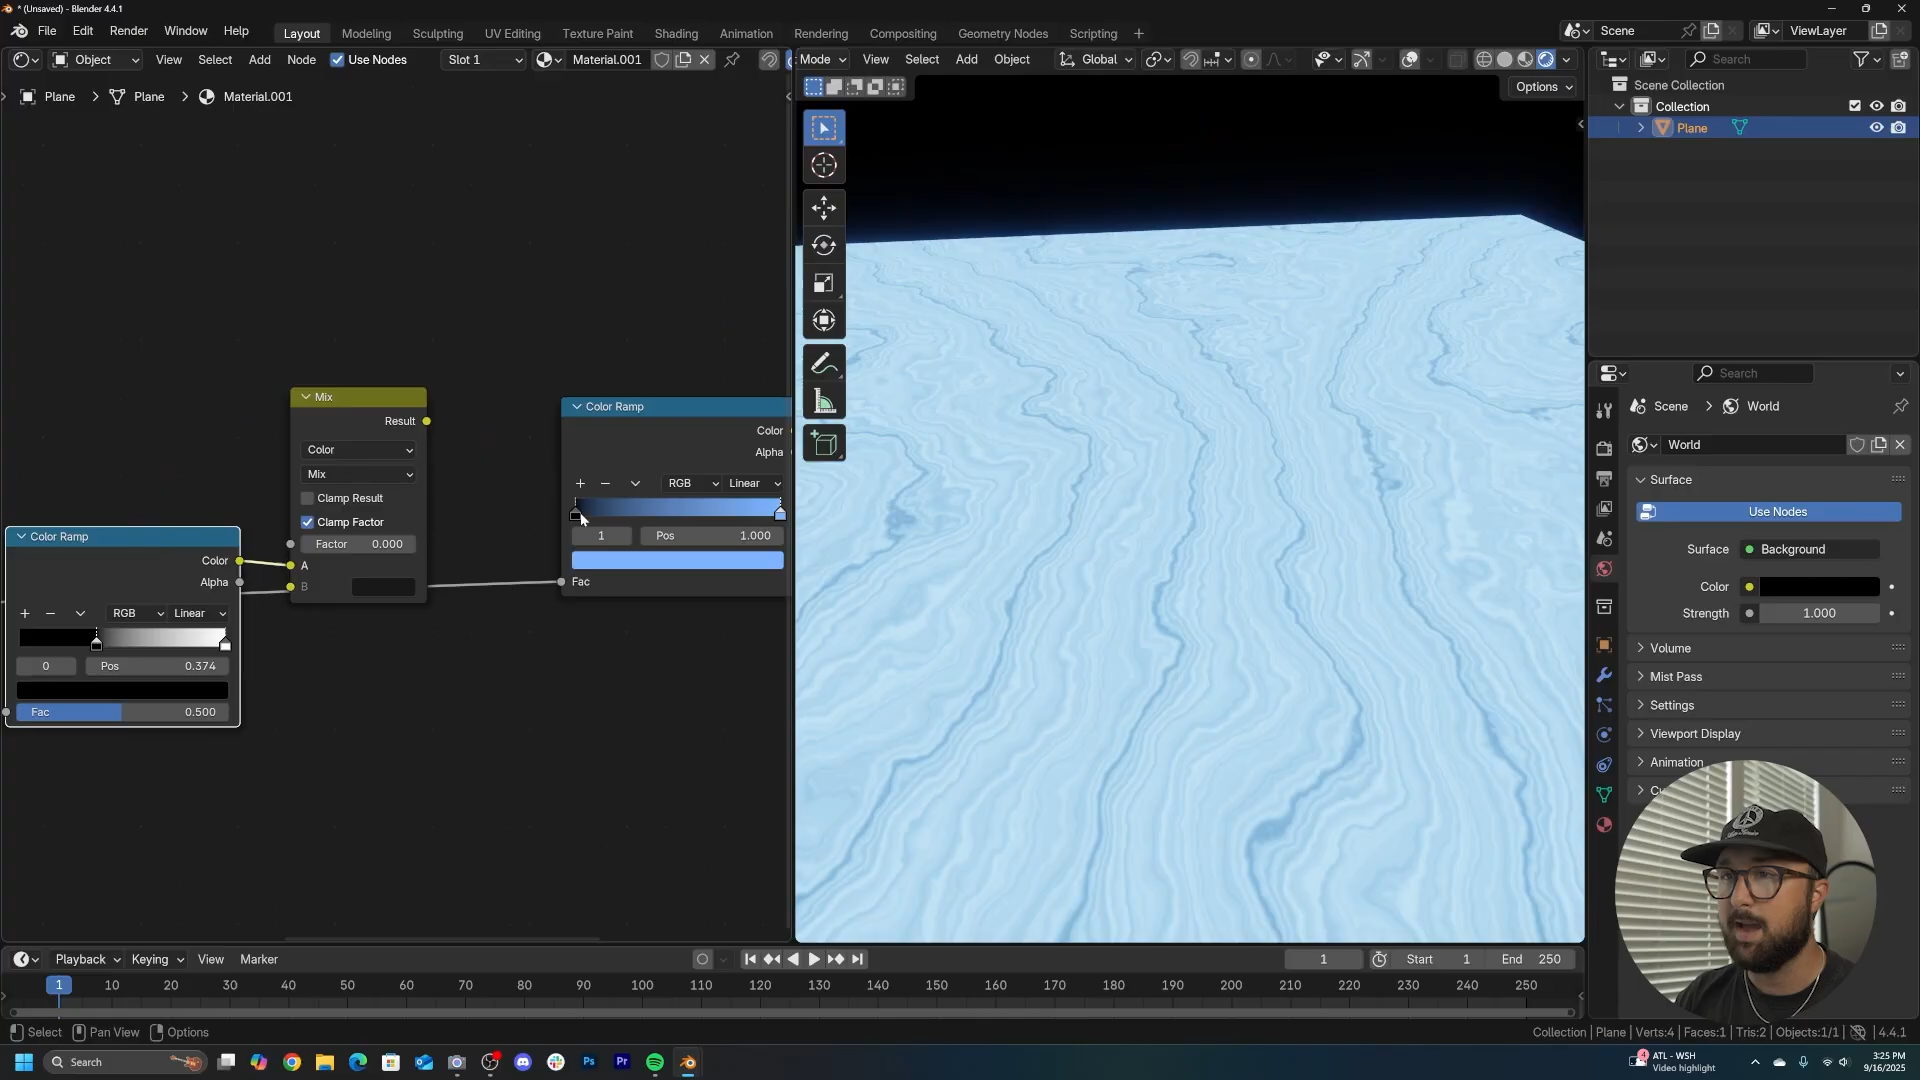 * (Unsaved) - Blender 4.4.1
File Edit Render Window Help Layout Modeling Sculpting UV Editing Texture Paint Shading Animation Rendering Compositing Geometry Nodes Scripting + Scene ViewLayer
Object View Select Add Node Use Nodes Slot 1 Material.001 Mode View Select Add Object Global Search
Plane > Plane > Material.001
Options
Scene Collection
Collection
Plane
Search
Scene > World
World
Surface
Use Nodes
Surface Background
Color
Strength 1.000
Volume
Mist Pass
Settings
Viewport Display
Animation
Mix
Result
Color
Mix
Clamp Result
Clamp Factor
Factor 0.000
A
B
Color Ramp
Color
Alpha
RGB Linear
1 Pos 1.000
Fac
Color Ramp
Color
Alpha
RGB Linear
0 Pos 0.374
Fac 0.500
Playback Keying View Marker 1 Start 1 End 250
1 10 20 30 40 50 60 70 80 90 100 110 120 130 140 150 160 170 180 190 200 210 220 230 240 250
Select Pan View Options Collection | Plane | Verts:4 | Faces:1 | Tris:2 | Objects:1/1 | 4.4.1
Search Ps Pr 4 ATL - WSH
Video highlight
3:25 PM
9/16/2025